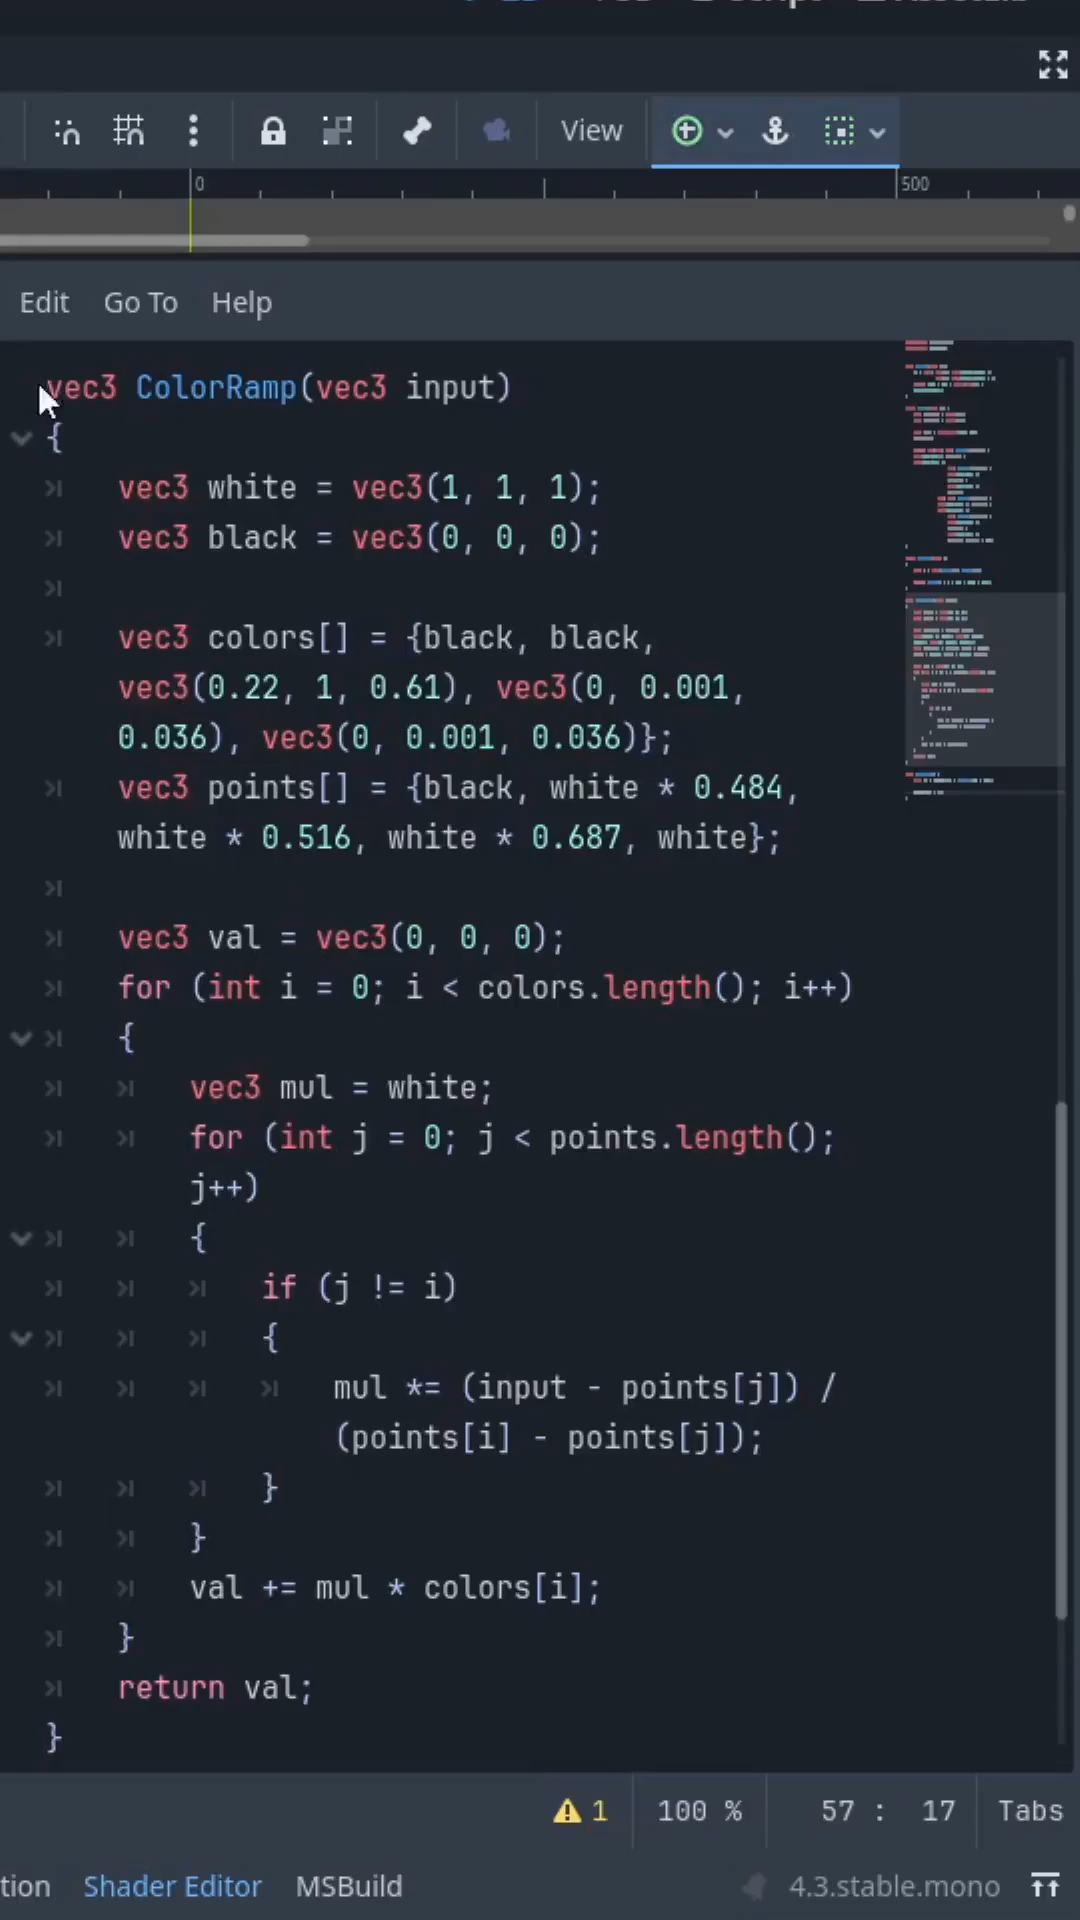 View
0
500
Edit Go To Help
vec3 ColorRamp(vec3 input)
{
vec3 white = vec3(1, 1, 1);
vec3 black = vec3(0, 0, 0);
vec3 colors[] = {black, black,
vec3(0.22, 1, 0.61), vec3(0, 0.001,
0.036), vec3(0, 0.001, 0.036)};
vec3 points[] = {black, white * 0.484,
white * 0.516, white * 0.687, white};
vec3 val = vec3(0, 0, 0);
for (int i = 0; i < colors.length(); i++)
{
vec3 mul = white;
for (int j = 0; j < points.length();
j++)
{
if (j != i)
{
mul *= (input - points[j]) /
(points[i] - points[j]);
}
}
val += mul * colors[i];
}
return val;
}
1 100 % 57 : 17 Tabs
tion Shader Editor MSBuild 4.3.stable.mono